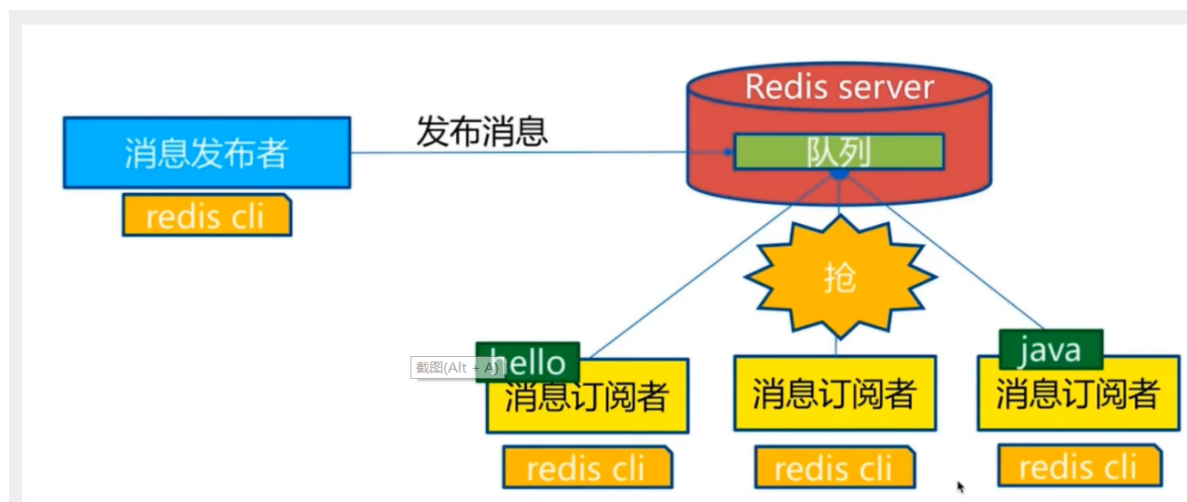 Redis server
发布消息
消息发布者
队列
redis cli
抢
hello
java
截图(Alt + A)
消息订阅者
消息订阅者
消息订阅者
redis cli
redis cli
redis cli